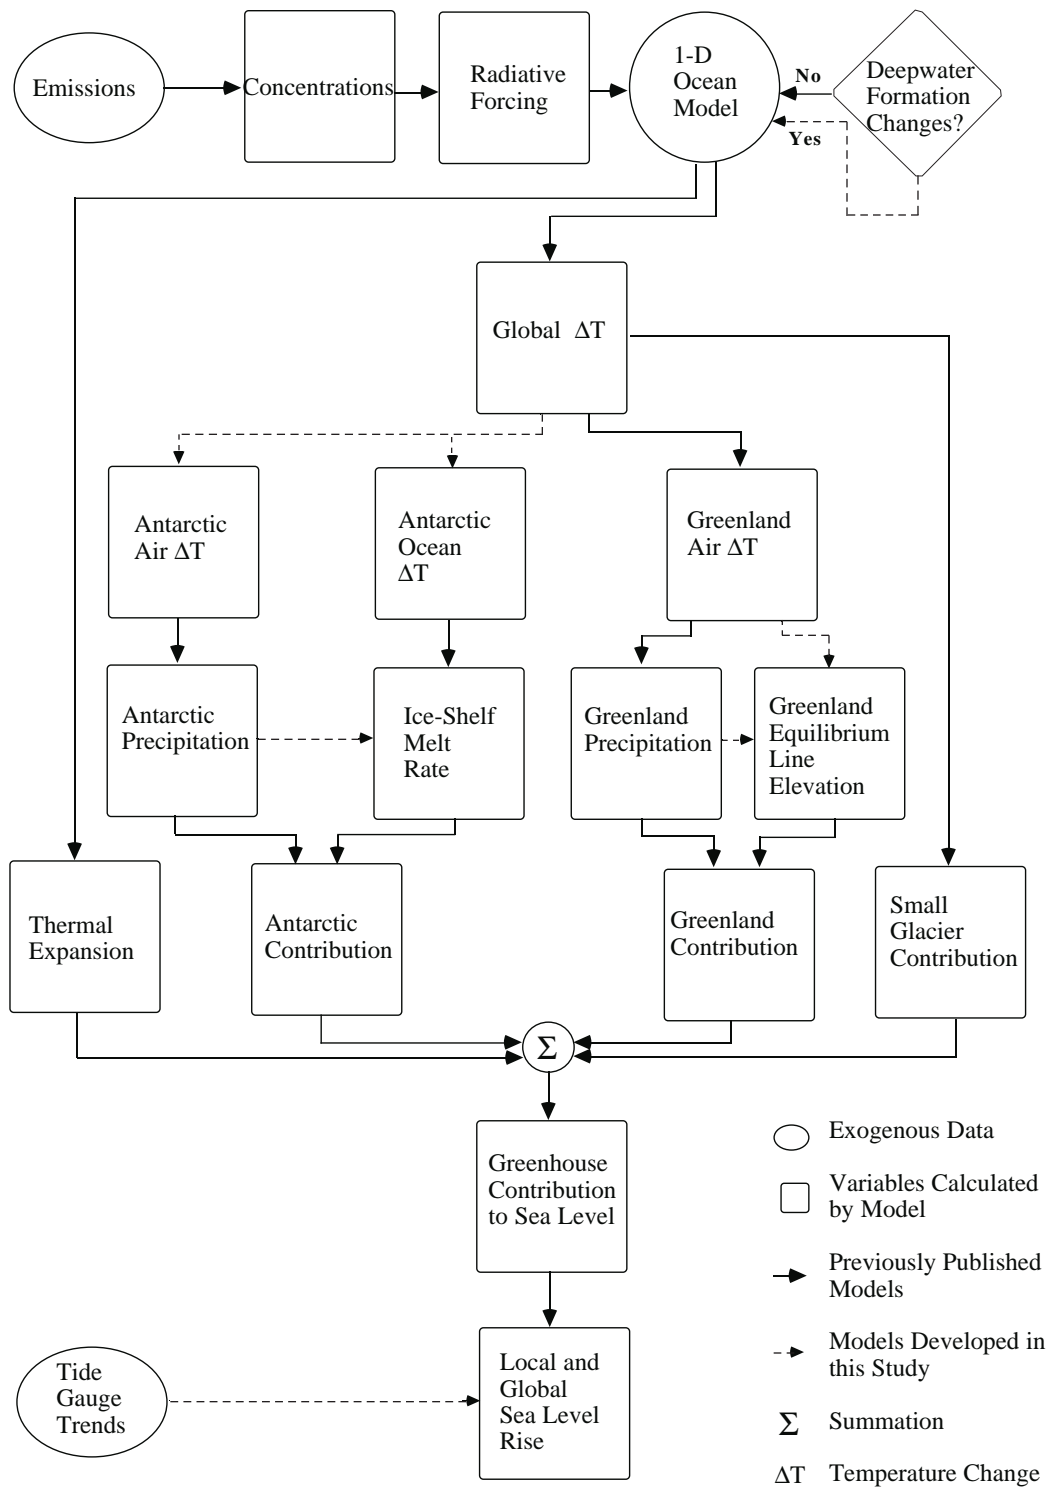 Emissions
Concentrations
Radiative
Forcing
1-D
Ocean
Model
No
Yes
Deepwater
Formation
Changes?
Global ΔT
Antarctic
Air ΔT
Antarctic
Ocean
ΔT
Greenland
Air ΔT
Antarctic
Precipitation
Ice-Shelf
Melt
Rate
Greenland
Precipitation
Greenland
Equilibrium
Line
Elevation
Thermal
Expansion
Antarctic
Contribution
Greenland
Contribution
Small
Glacier
Contribution
Σ
Greenhouse
Contribution
to Sea Level
Local and
Global
Sea Level
Rise
Tide
Gauge
Trends
Exogenous Data
Variables Calculated
by Model
Previously Published
Models
Models Developed in
this Study
Σ Summation
ΔT Temperature Change